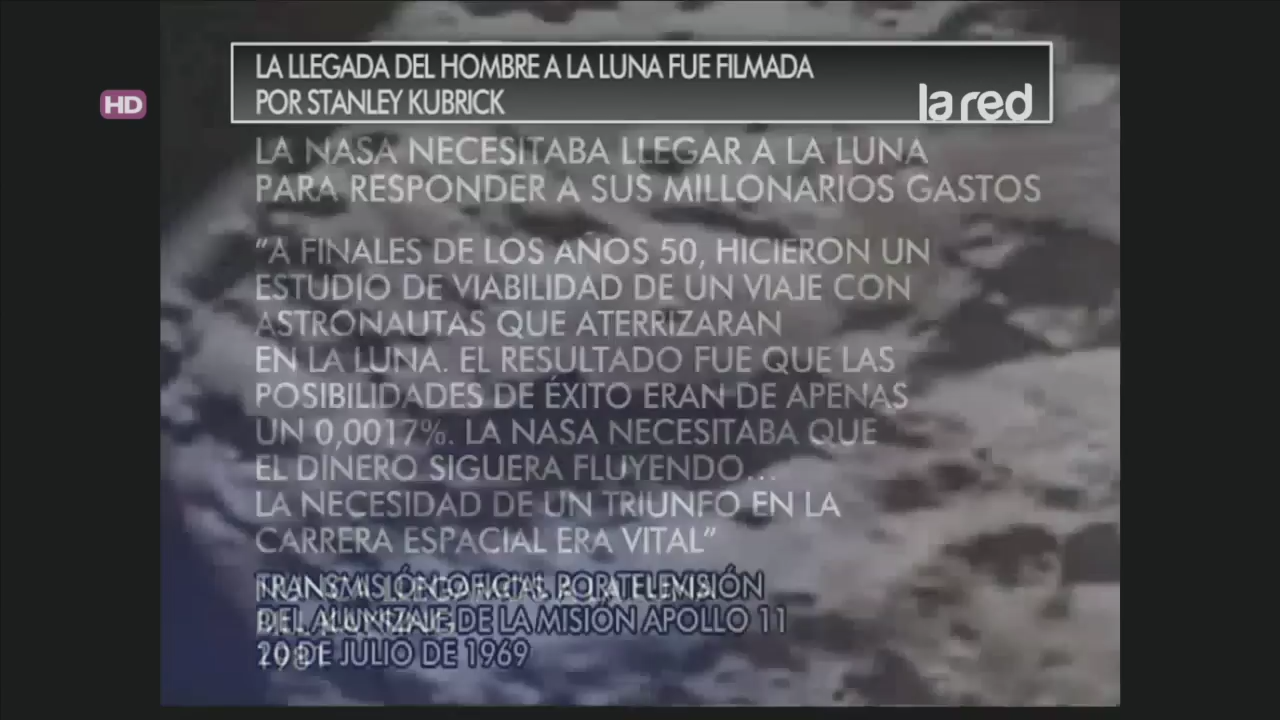 LA LLEGADA DEL HOMBRE A LA LUNA FUE FILMADA
POR STANLEY KUBRICK
HD
la red
LA NASA NECESITABA LLEGAR A LA LUNA
PARA RESPONDER A SUS MILLONARIOS GASTOS
“A FINALES DE LOS AÑOS 50, HICIERON UN
ESTUDIO DE VIABILIDAD DE UN VIAJE CON
ASTRONAUTAS QUE ATERRIZARAN
EN LA LUNA. EL RESULTADO FUE QUE LAS
POSIBILIDADES DE ÉXITO ERAN DE APENAS
UN 0,0017%. LA NASA NECESITABA QUE
EL DINERO SIGUERA FLUYENDO...
LA NECESIDAD DE UN TRIUNFO EN LA
CARRERA ESPACIAL ERA VITAL”
TRANSMISIÓN OFICIAL POR TELEVISIÓN
DEL ALUNIZAJE DE LA MISIÓN APOLLO 11
20 DE JULIO DE 1969